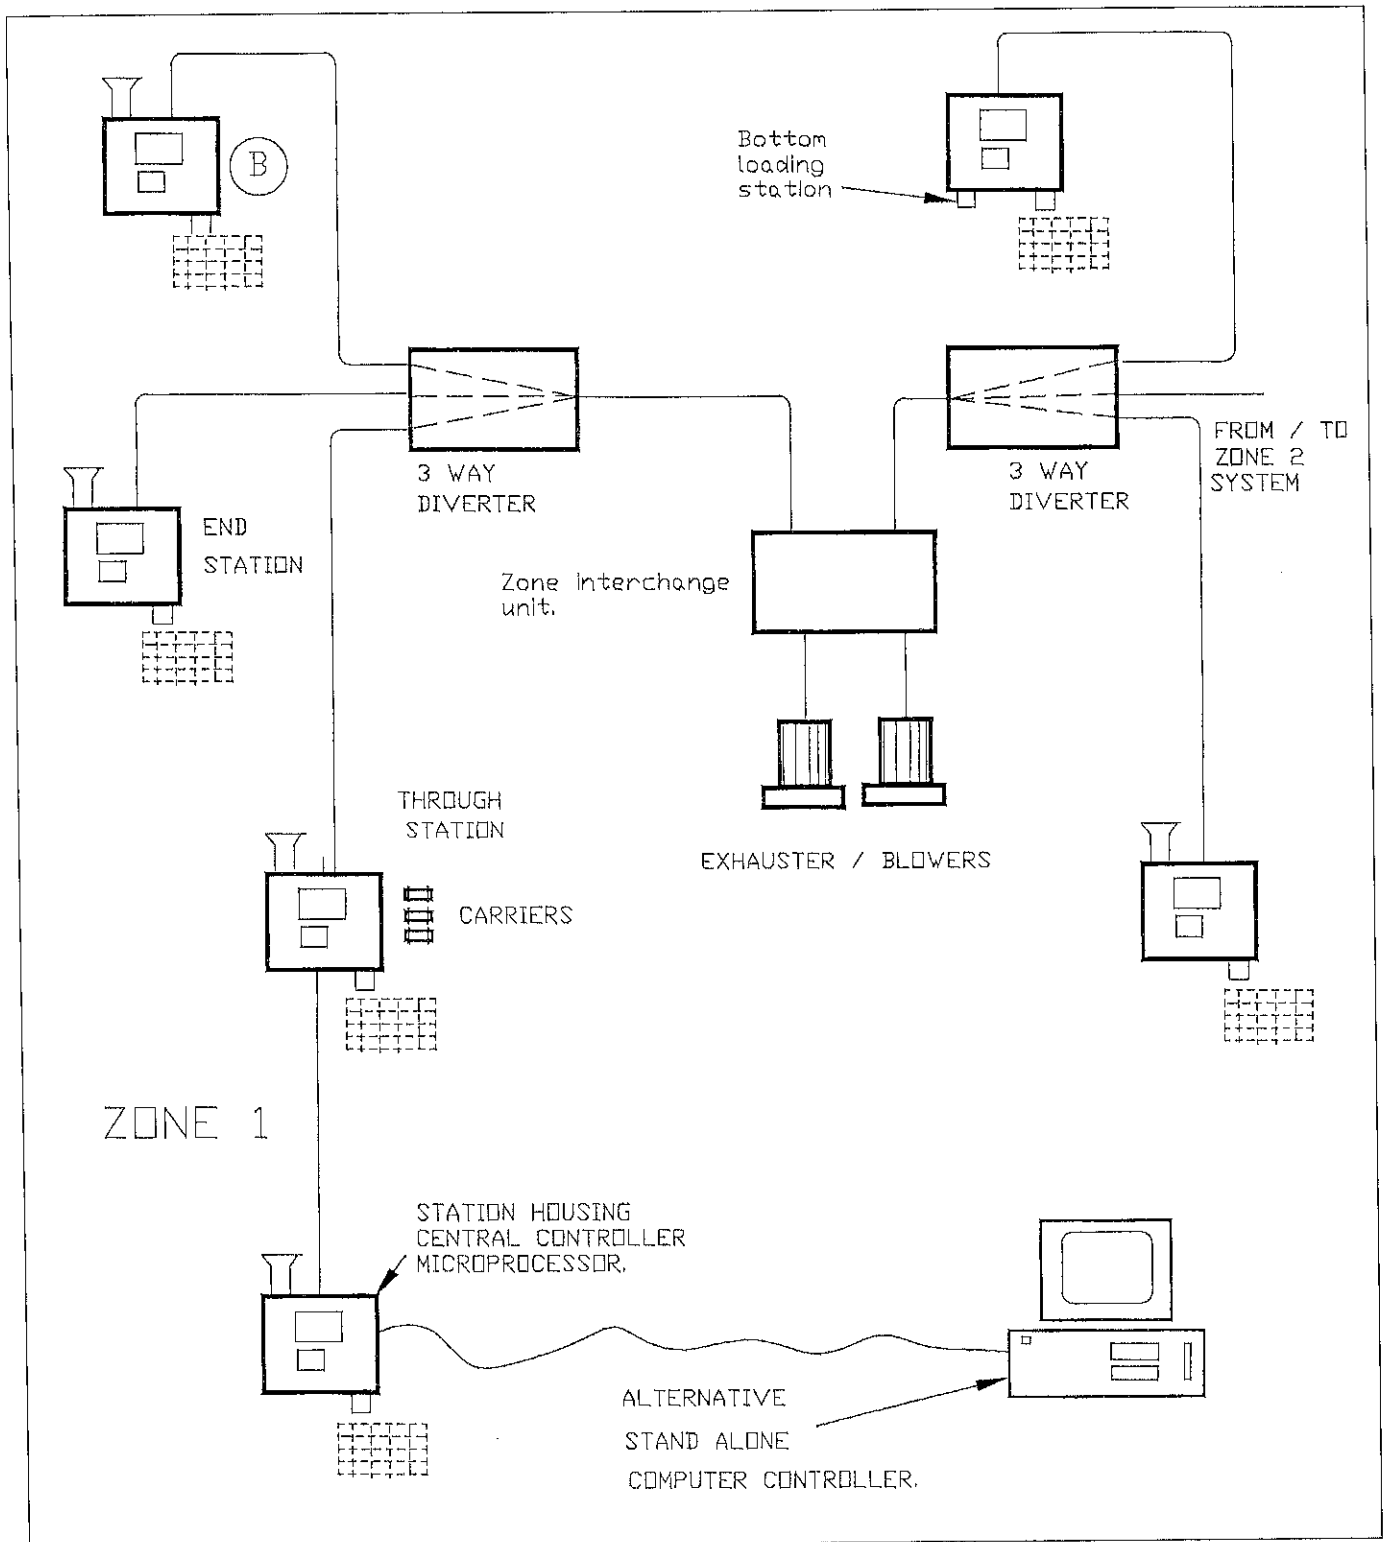 B
Bottom
loading
station
3 WAY
DIVERTER
3 WAY
DIVERTER
FROM / TO
ZONE 2
SYSTEM
END
STATION
Zone Interchange
unit.
THROUGH
STATION
EXHAUSTER / BLOWERS
CARRIERS
ZONE 1
STATION HOUSING
CENTRAL CONTROLLER
MICROPROCESSOR.
ALTERNATIVE
STAND ALONE
COMPUTER CONTROLLER.